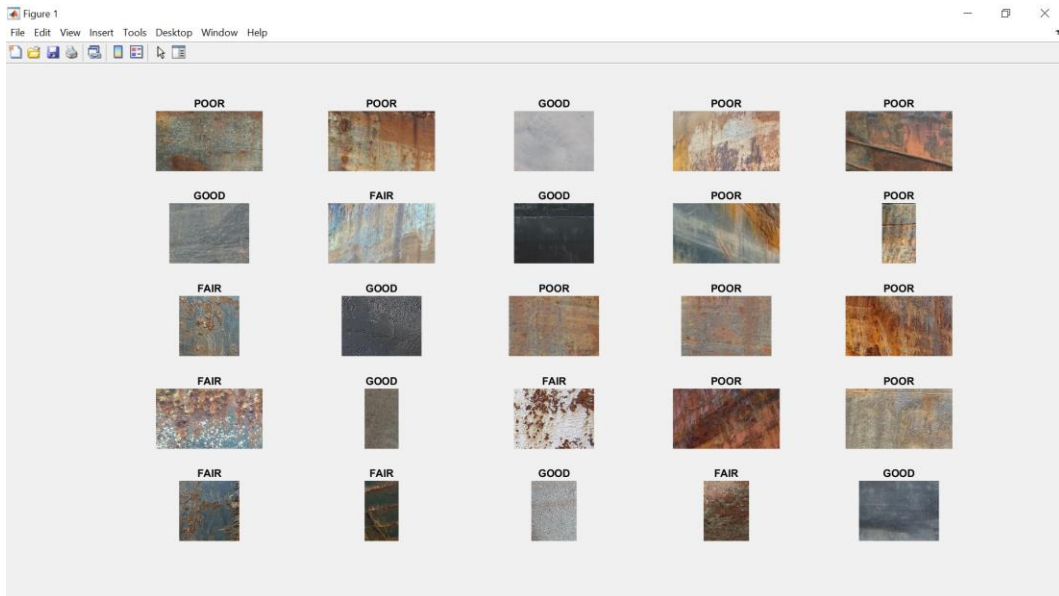 Figure 1
File Edit View Insert Tools Desktop Window Help
POOR POOR GOOD POOR POOR
GOOD FAIR GOOD POOR POOR
FAIR GOOD POOR POOR POOR
FAIR GOOD FAIR POOR POOR
FAIR FAIR GOOD FAIR GOOD